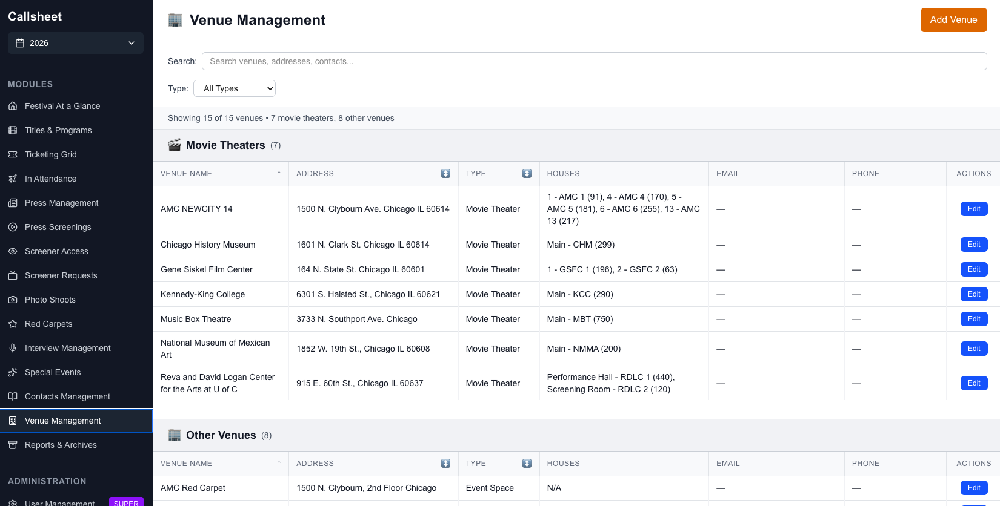 Callsheet
2026
MODULES
Festival At a Glance
Titles & Programs
Ticketing Grid
In Attendance
Press Management
Press Screenings
Screener Access
Screener Requests
Photo Shoots
Red Carpets
Interview Management
Special Events
Contacts Management
Venue Management
Reports & Archives
ADMINISTRATION
User Management SUPER
Venue Management
Add Venue
Search: Search venues, addresses, contacts...
Type: All Types
Showing 15 of 15 venues • 7 movie theaters, 8 other venues
Movie Theaters (7)
VENUE NAME ↑ ADDRESS TYPE HOUSES EMAIL PHONE ACTIONS
AMC NEWCITY 14 1500 N. Clybourn Ave. Chicago IL 60614 Movie Theater 1 - AMC 1 (91), 4 - AMC 4 (170), 5 -
AMC 5 (181), 6 - AMC 6 (255), 13 - AMC
13 (217) — — Edit
Chicago History Museum 1601 N. Clark St. Chicago IL 60614 Movie Theater Main - CHM (299) — — Edit
Gene Siskel Film Center 164 N. State St. Chicago IL 60601 Movie Theater 1 - GSFC 1 (196), 2 - GSFC 2 (63) — — Edit
Kennedy-King College 6301 S. Halsted St., Chicago IL 60621 Movie Theater Main - KCC (290) — — Edit
Music Box Theatre 3733 N. Southport Ave. Chicago Movie Theater Main - MBT (750) — — Edit
National Museum of Mexican
Art 1852 W. 19th St., Chicago IL 60608 Movie Theater Main - NMMA (200) — — Edit
Reva and David Logan Center
for the Arts at U of C 915 E. 60th St., Chicago IL 60637 Movie Theater Performance Hall - RDLC 1 (440),
Screening Room - RDLC 2 (120) — — Edit
Other Venues (8)
VENUE NAME ↑ ADDRESS TYPE HOUSES EMAIL PHONE ACTIONS
AMC Red Carpet 1500 N. Clybourn, 2nd Floor Chicago Event Space N/A — — Edit